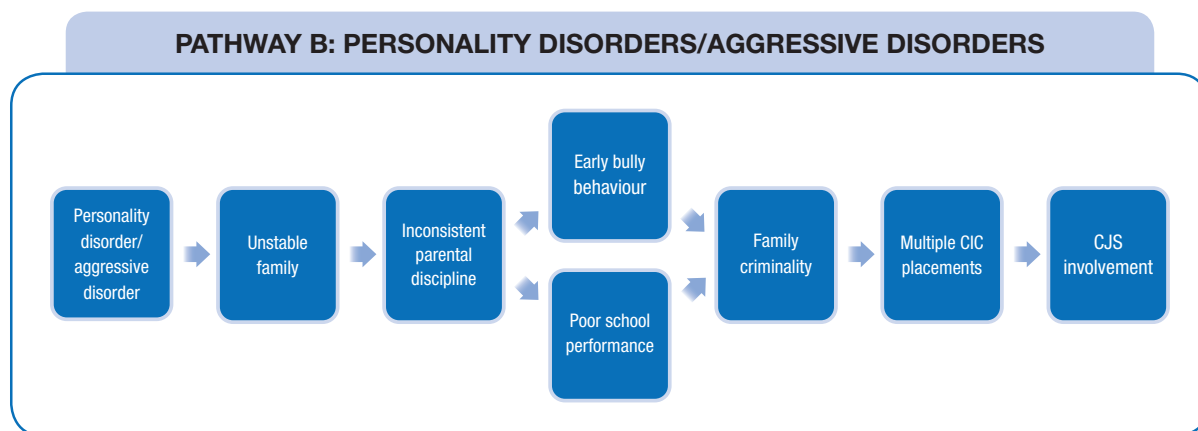 PATHWAY B: PERSONALITY DISORDERS/AGGRESSIVE DISORDERS
Personality
disorder/
aggressive
disorder
Unstable
family
Inconsistent
parental
discipline
Early bully
behaviour
Poor school
performance
Family
criminality
Multiple CIC
placements
CJS
involvement